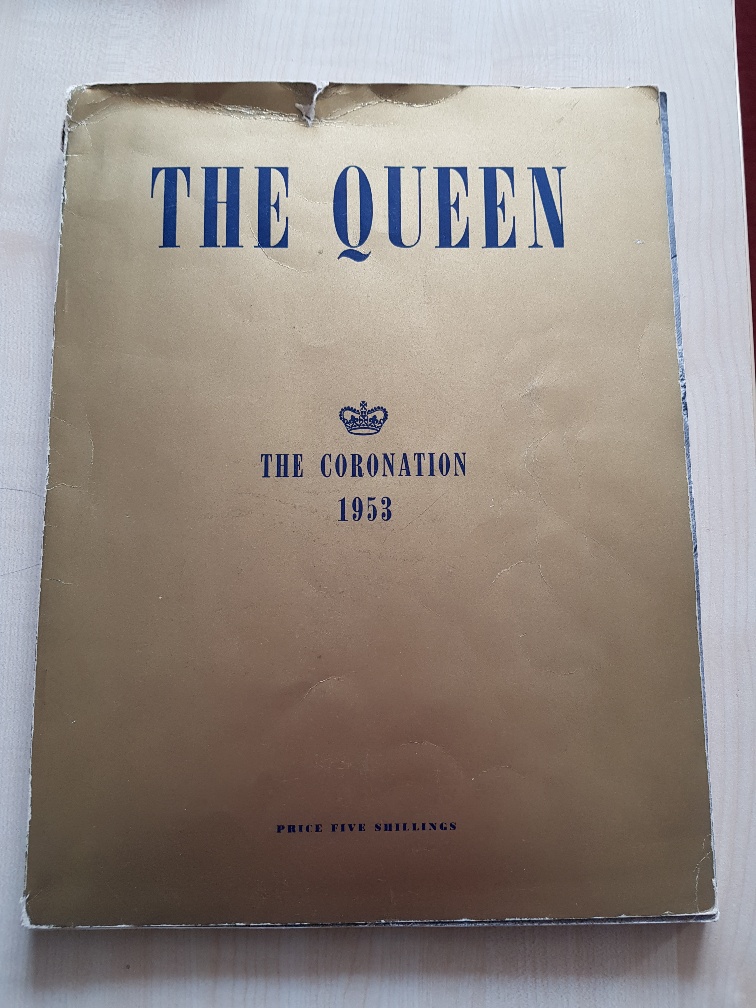 THE QUEEN
THE CORONATION
1953
PRICE FIVE SHILLINGS